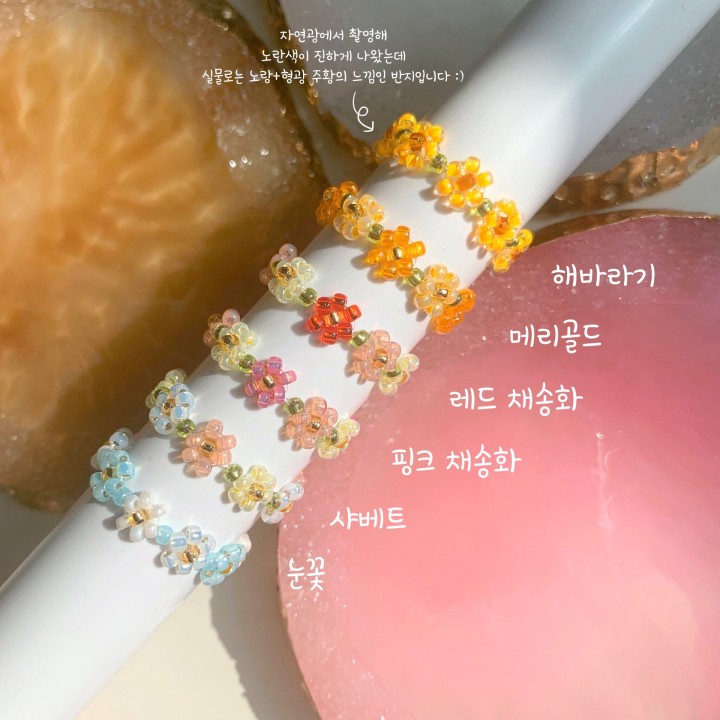 자연광에서 촬영해
노란색이 진하게 나왔는데
실물로는 노랑+형광 주황의 느낌인 반지입니다 :)
해바라기
메리골드
레드 채송화
핑크 채송화
샤베트
눈꽃